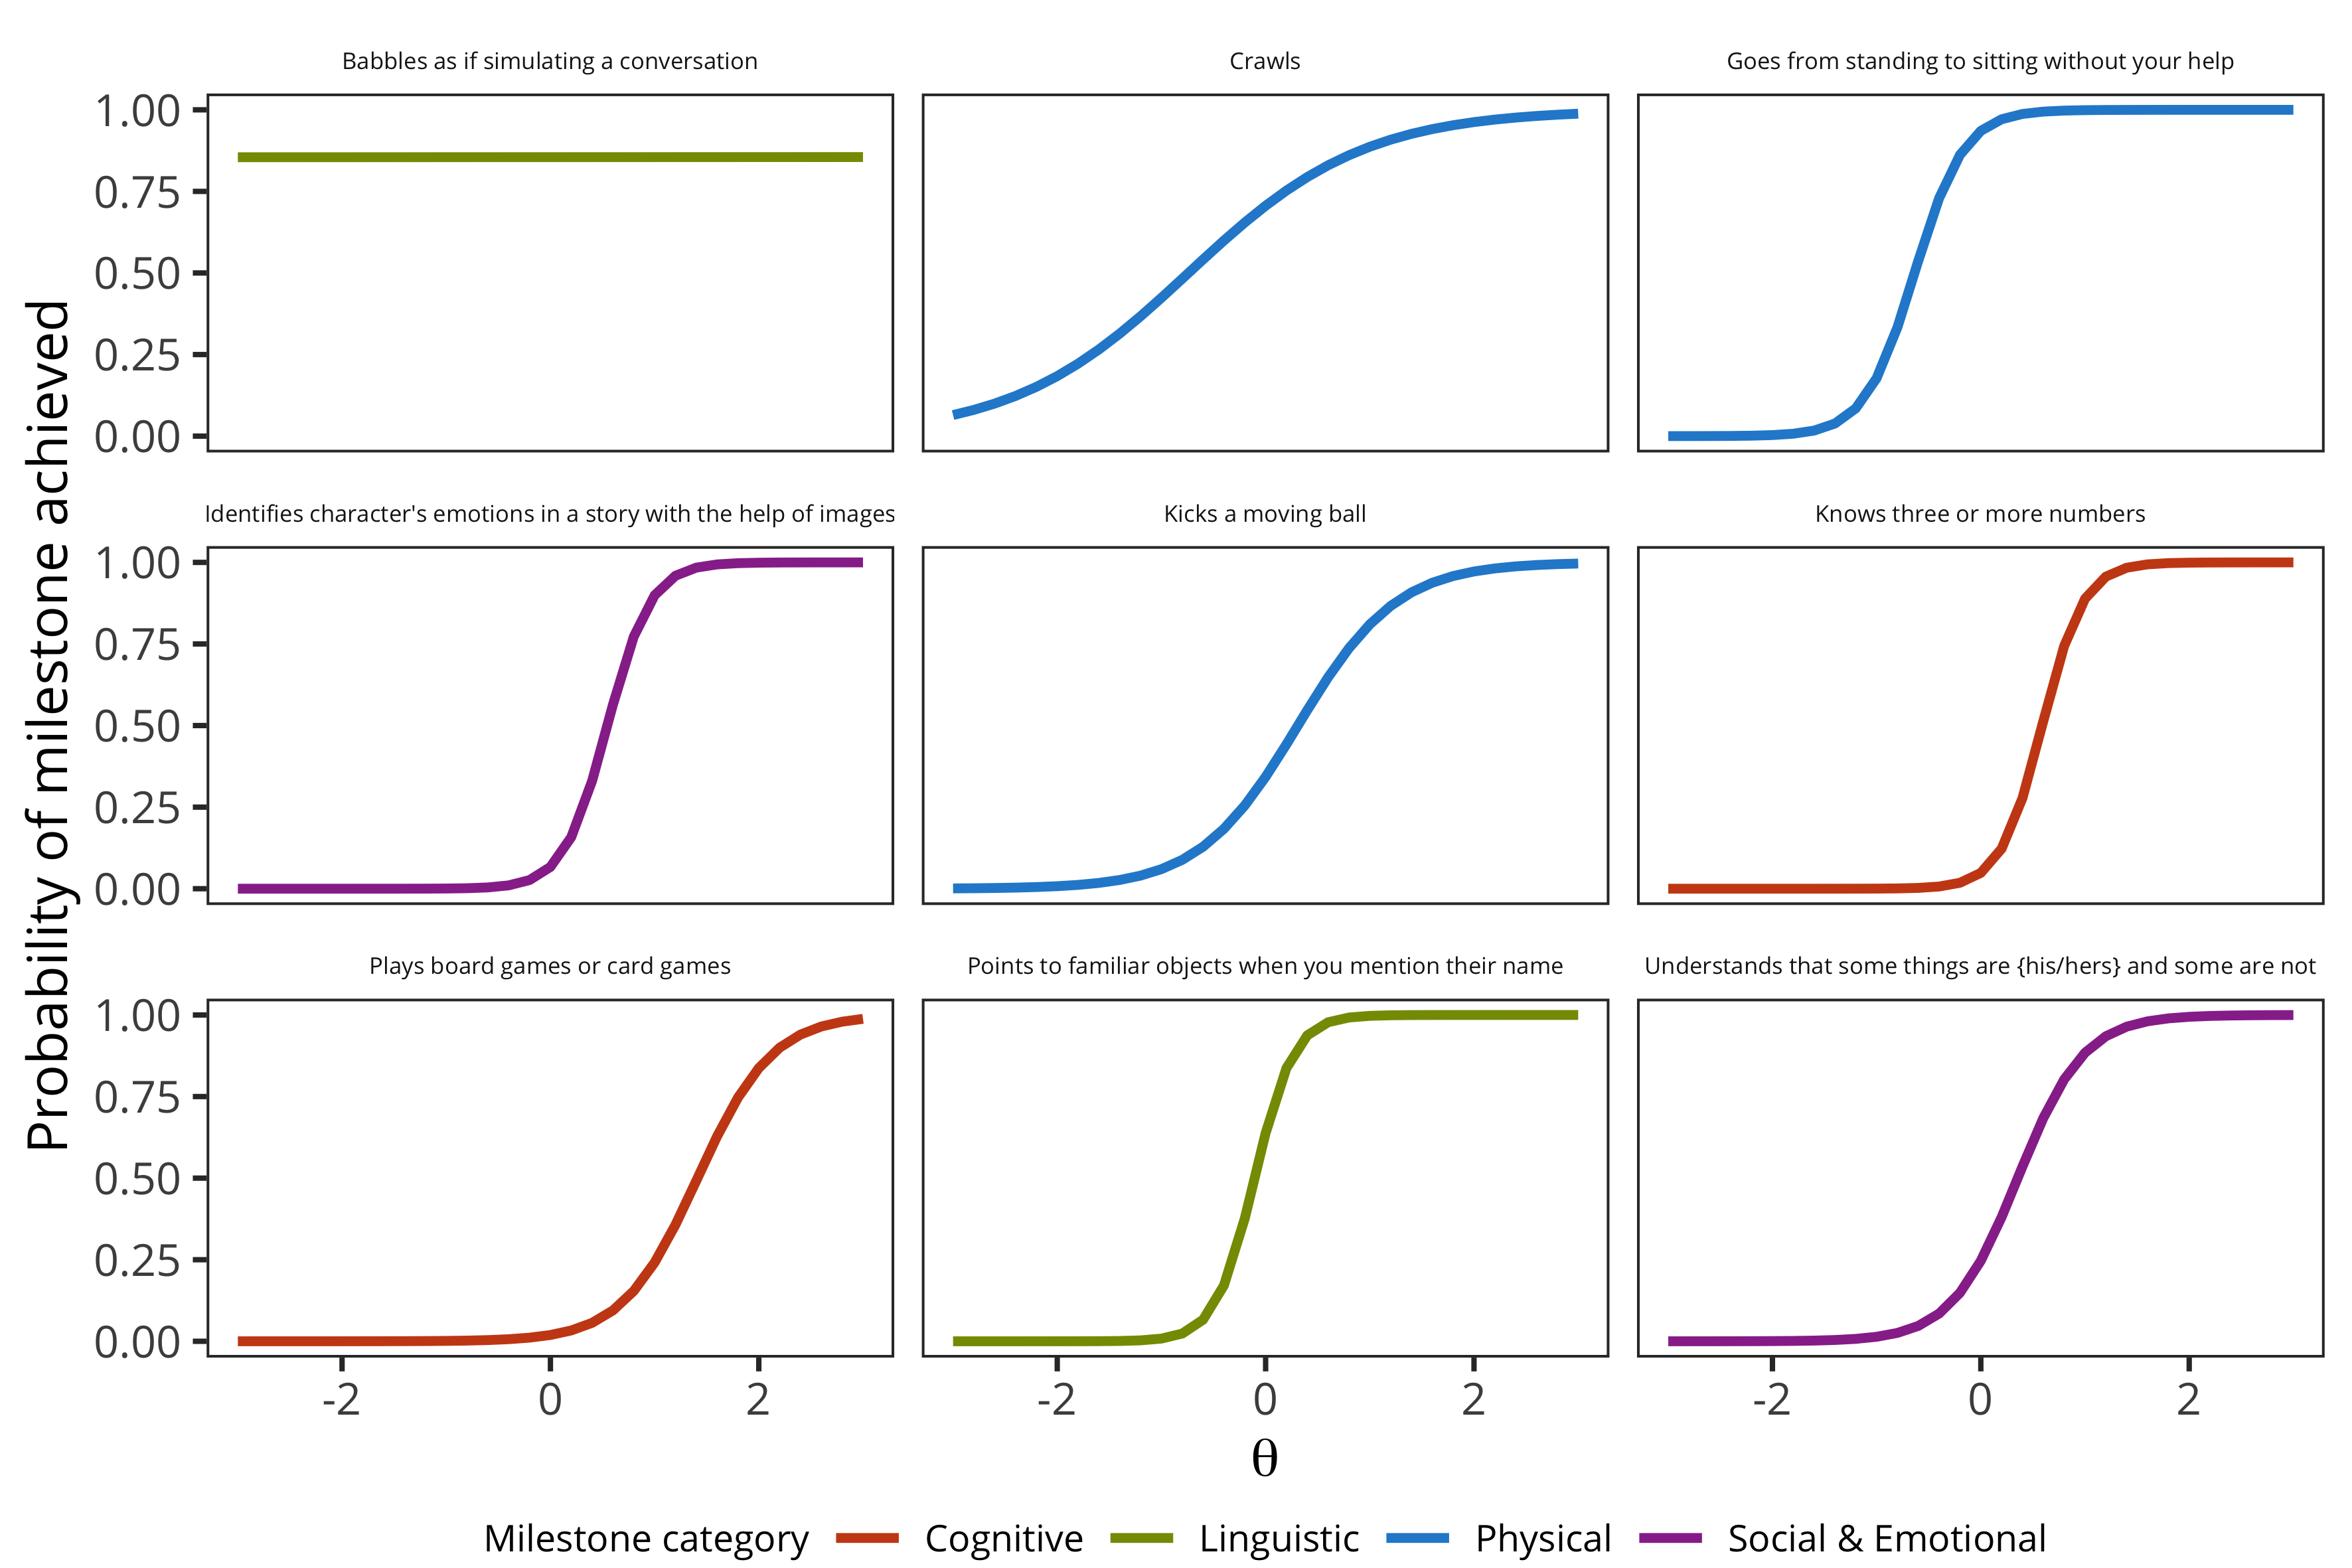 Babbles as if simulating a conversation
Crawls
Goes from standing to sitting without your help
1.00
0.75
0.50
0.25
0.00
Identifies character's emotions in a story with the help of images
Kicks a moving ball
Knows three or more numbers
1.00
0.75
0.50
0.25
0.00
Probability of milestone achieved
Plays board games or card games
Points to familiar objects when you mention their name
Understands that some things are {his/hers} and some are not
1.00
0.75
0.50
0.25
0.00
-2 0 2
-2 0 2
-2 0 2
θ
Milestone category Cognitive Linguistic Physical Social & Emotional